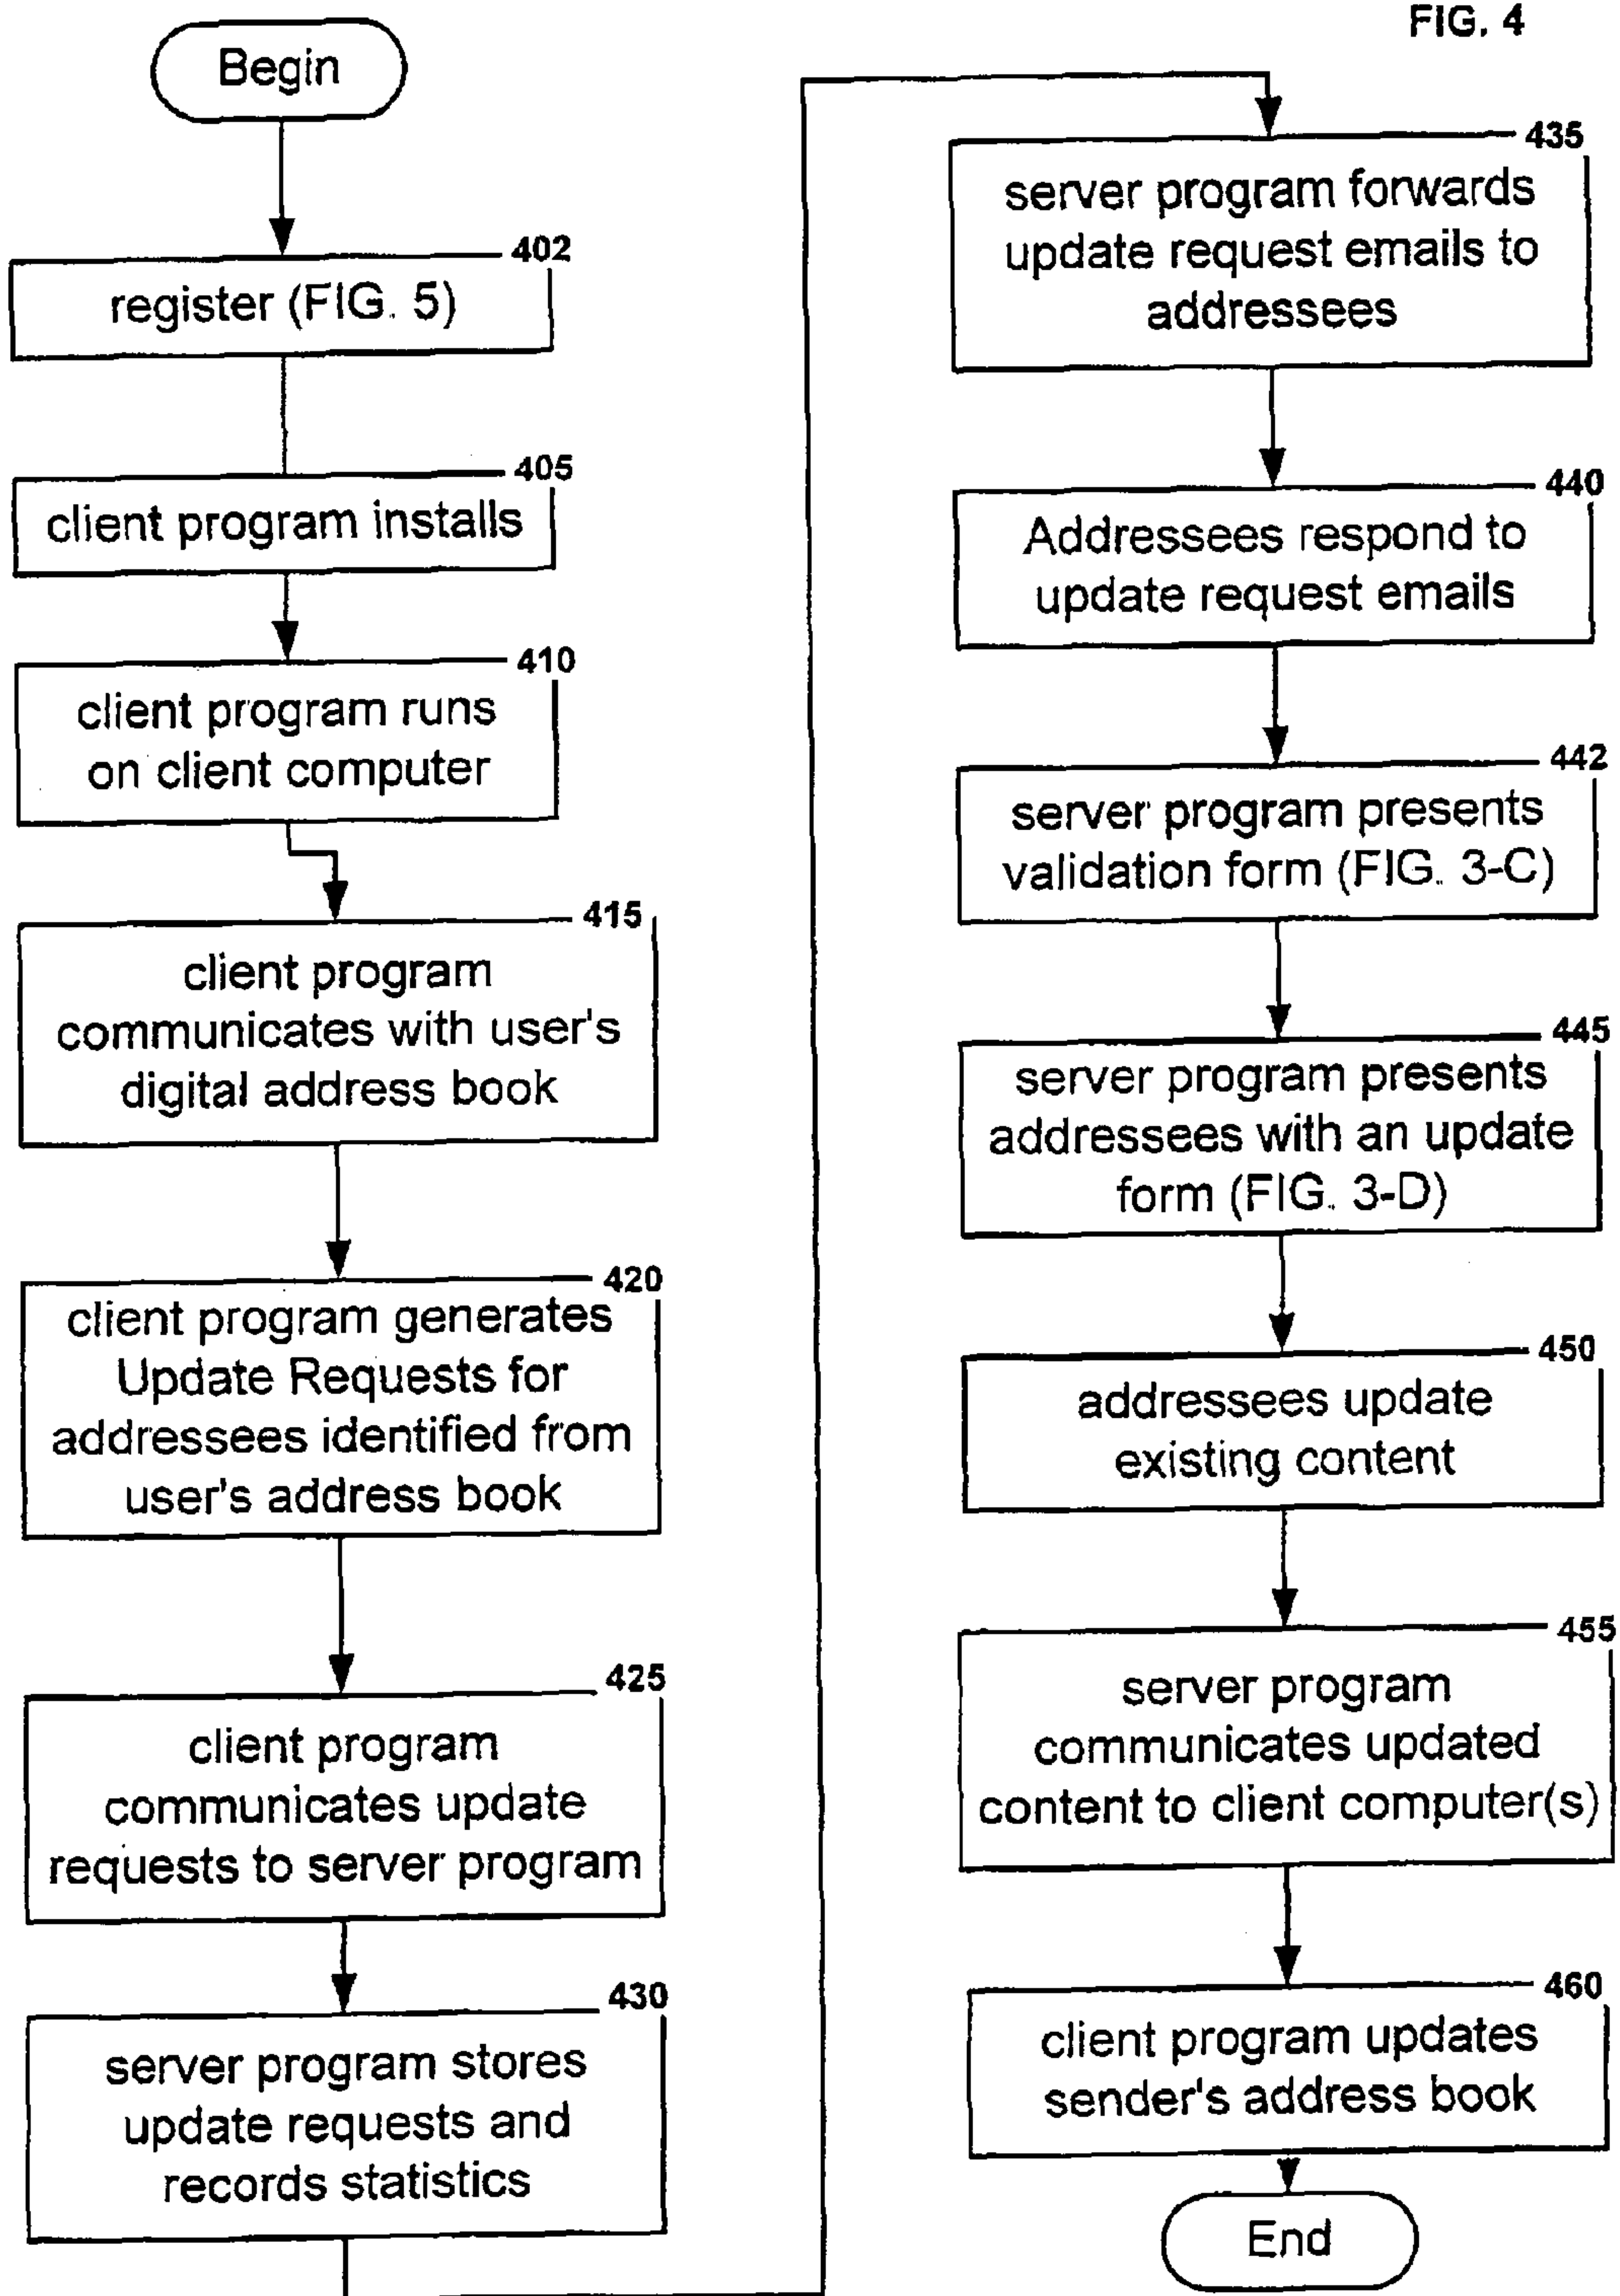 FIG. 4
Begin
402
register (FIG. 5)
405
client program installs
410
client program runs
on client computer
415
client program
communicates with user's
digital address book
420
client program generates
Update Requests for
addressees identified from
user's address book
425
client program
communicates update
requests to server program
430
server program stores
update requests and
records statistics
435
server program forwards
update request emails to
addressees
440
Addressees respond to
update request emails
442
server program presents
validation form (FIG. 3-C)
445
server program presents
addressees with an update
form (FIG. 3-D)
450
addressees update
existing content
455
server program
communicates updated
content to client computer(s)
460
client program updates
sender's address book
End